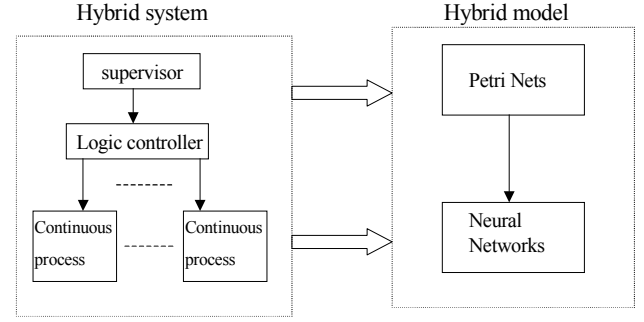 Hybrid system
Hybrid model
supervisor
Petri Nets
Logic controller
Continuous
process
Continuous
process
Neural
Networks